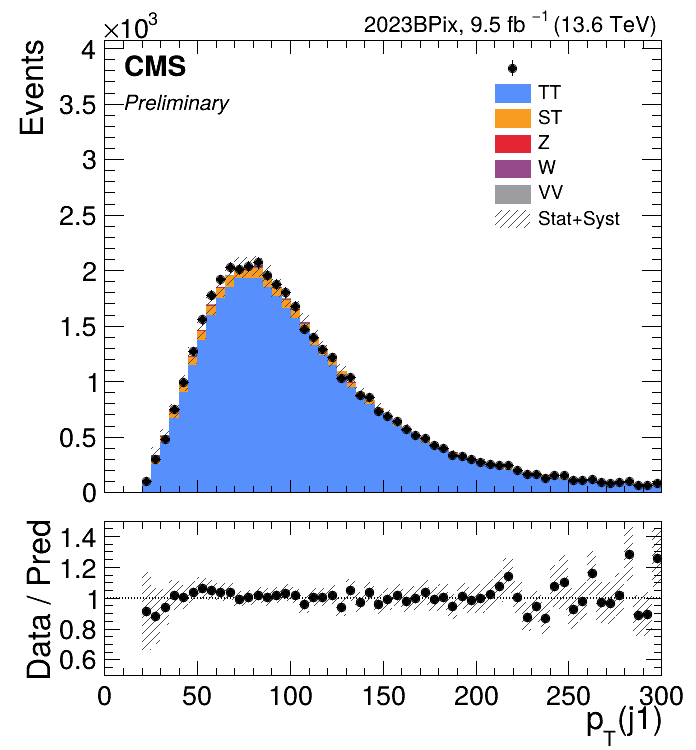 ×10³
2023BPix, 9.5 fb⁻¹ (13.6 TeV)
Events
4
3.5
3
2.5
2
1.5
1
0.5
0
CMS
Preliminary
TT
ST
Z
W
VV
Stat+Syst
Data / Pred
1.4
1.2
1
0.8
0.6
0 50 100 150 200 250 300
p_T(j1)